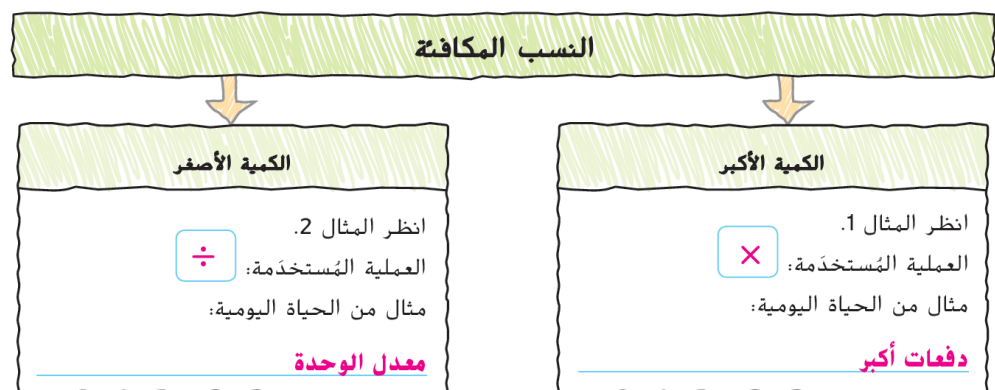 النسب المكافئة
الكمية الأكبر
انظر المثال 1.
العملية المُستخدَمة: ×
مثال من الحياة اليومية:
دفعات أكبر
الكمية الأصغر
انظر المثال 2.
العملية المُستخدَمة: ÷
مثال من الحياة اليومية:
معدل الوحدة